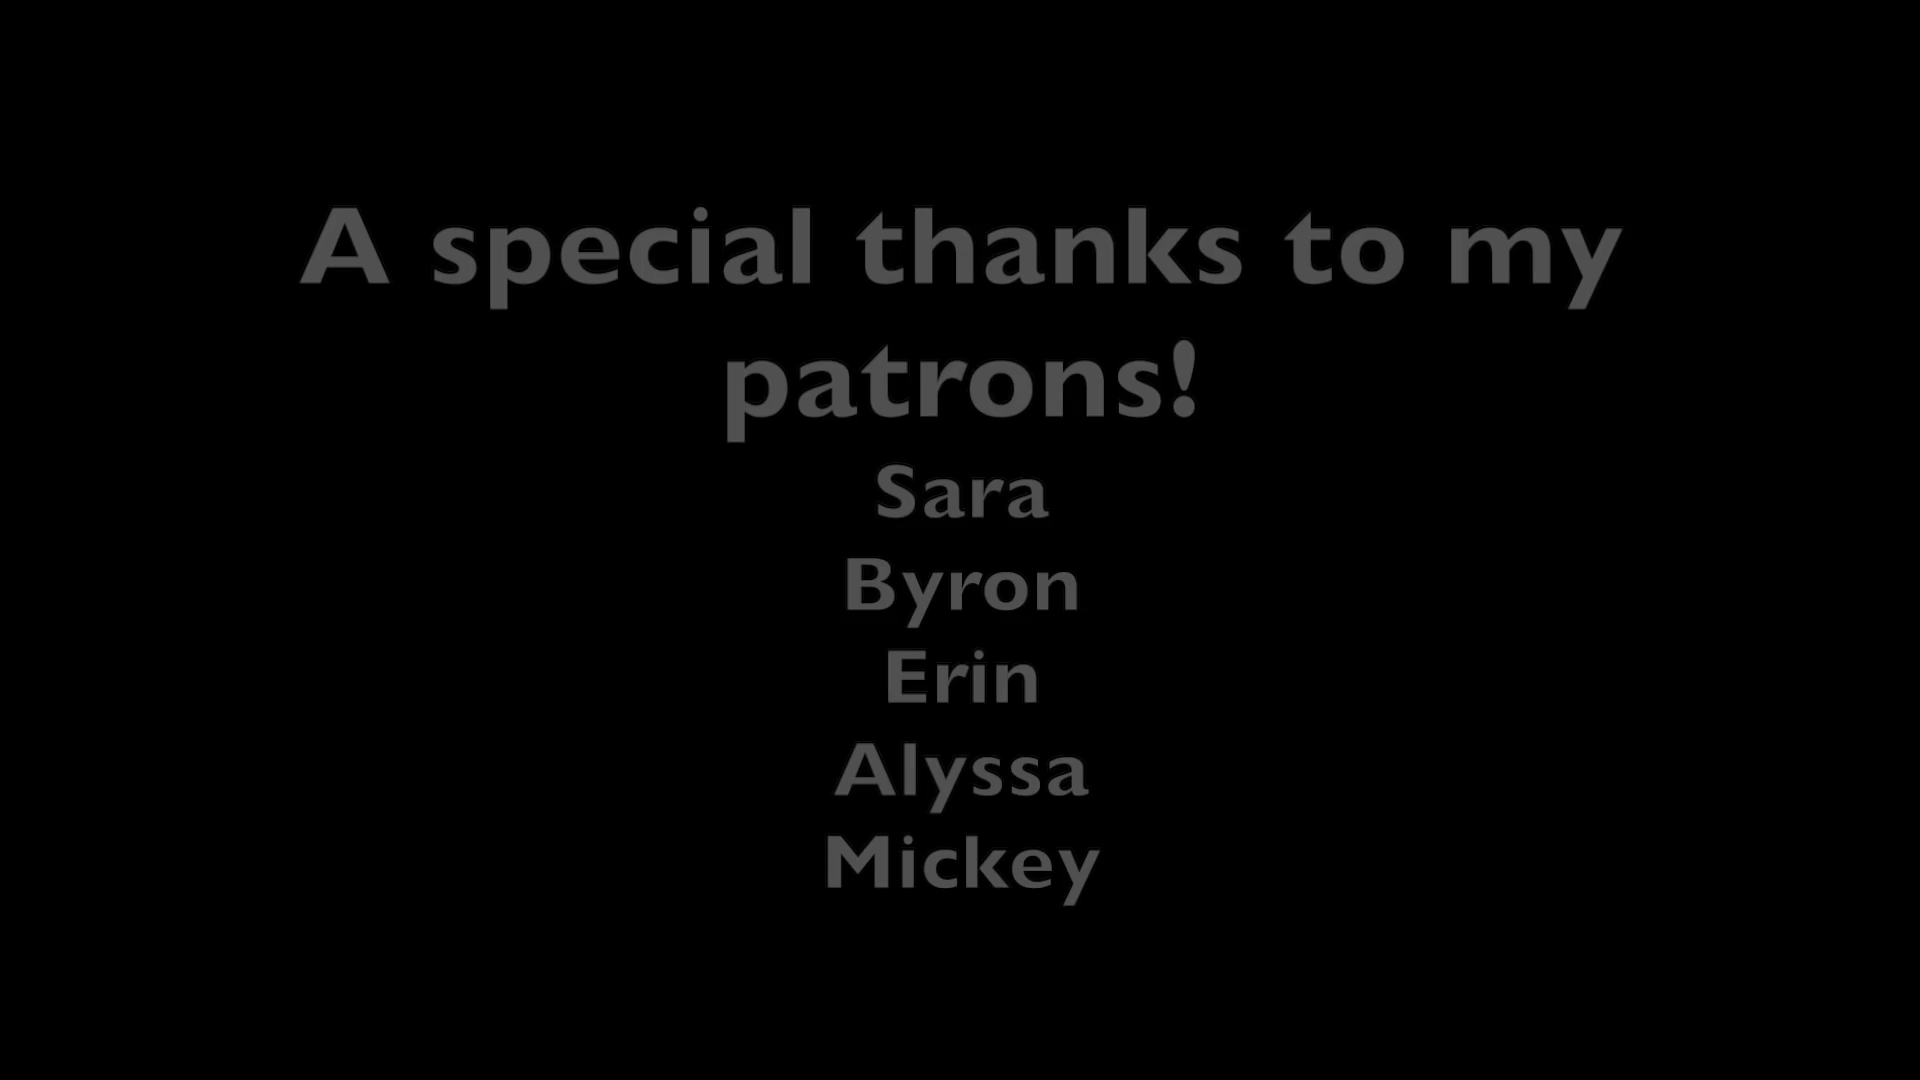 A special thanks to my
patrons!
Sara
Byron
Erin
Alyssa
Mickey